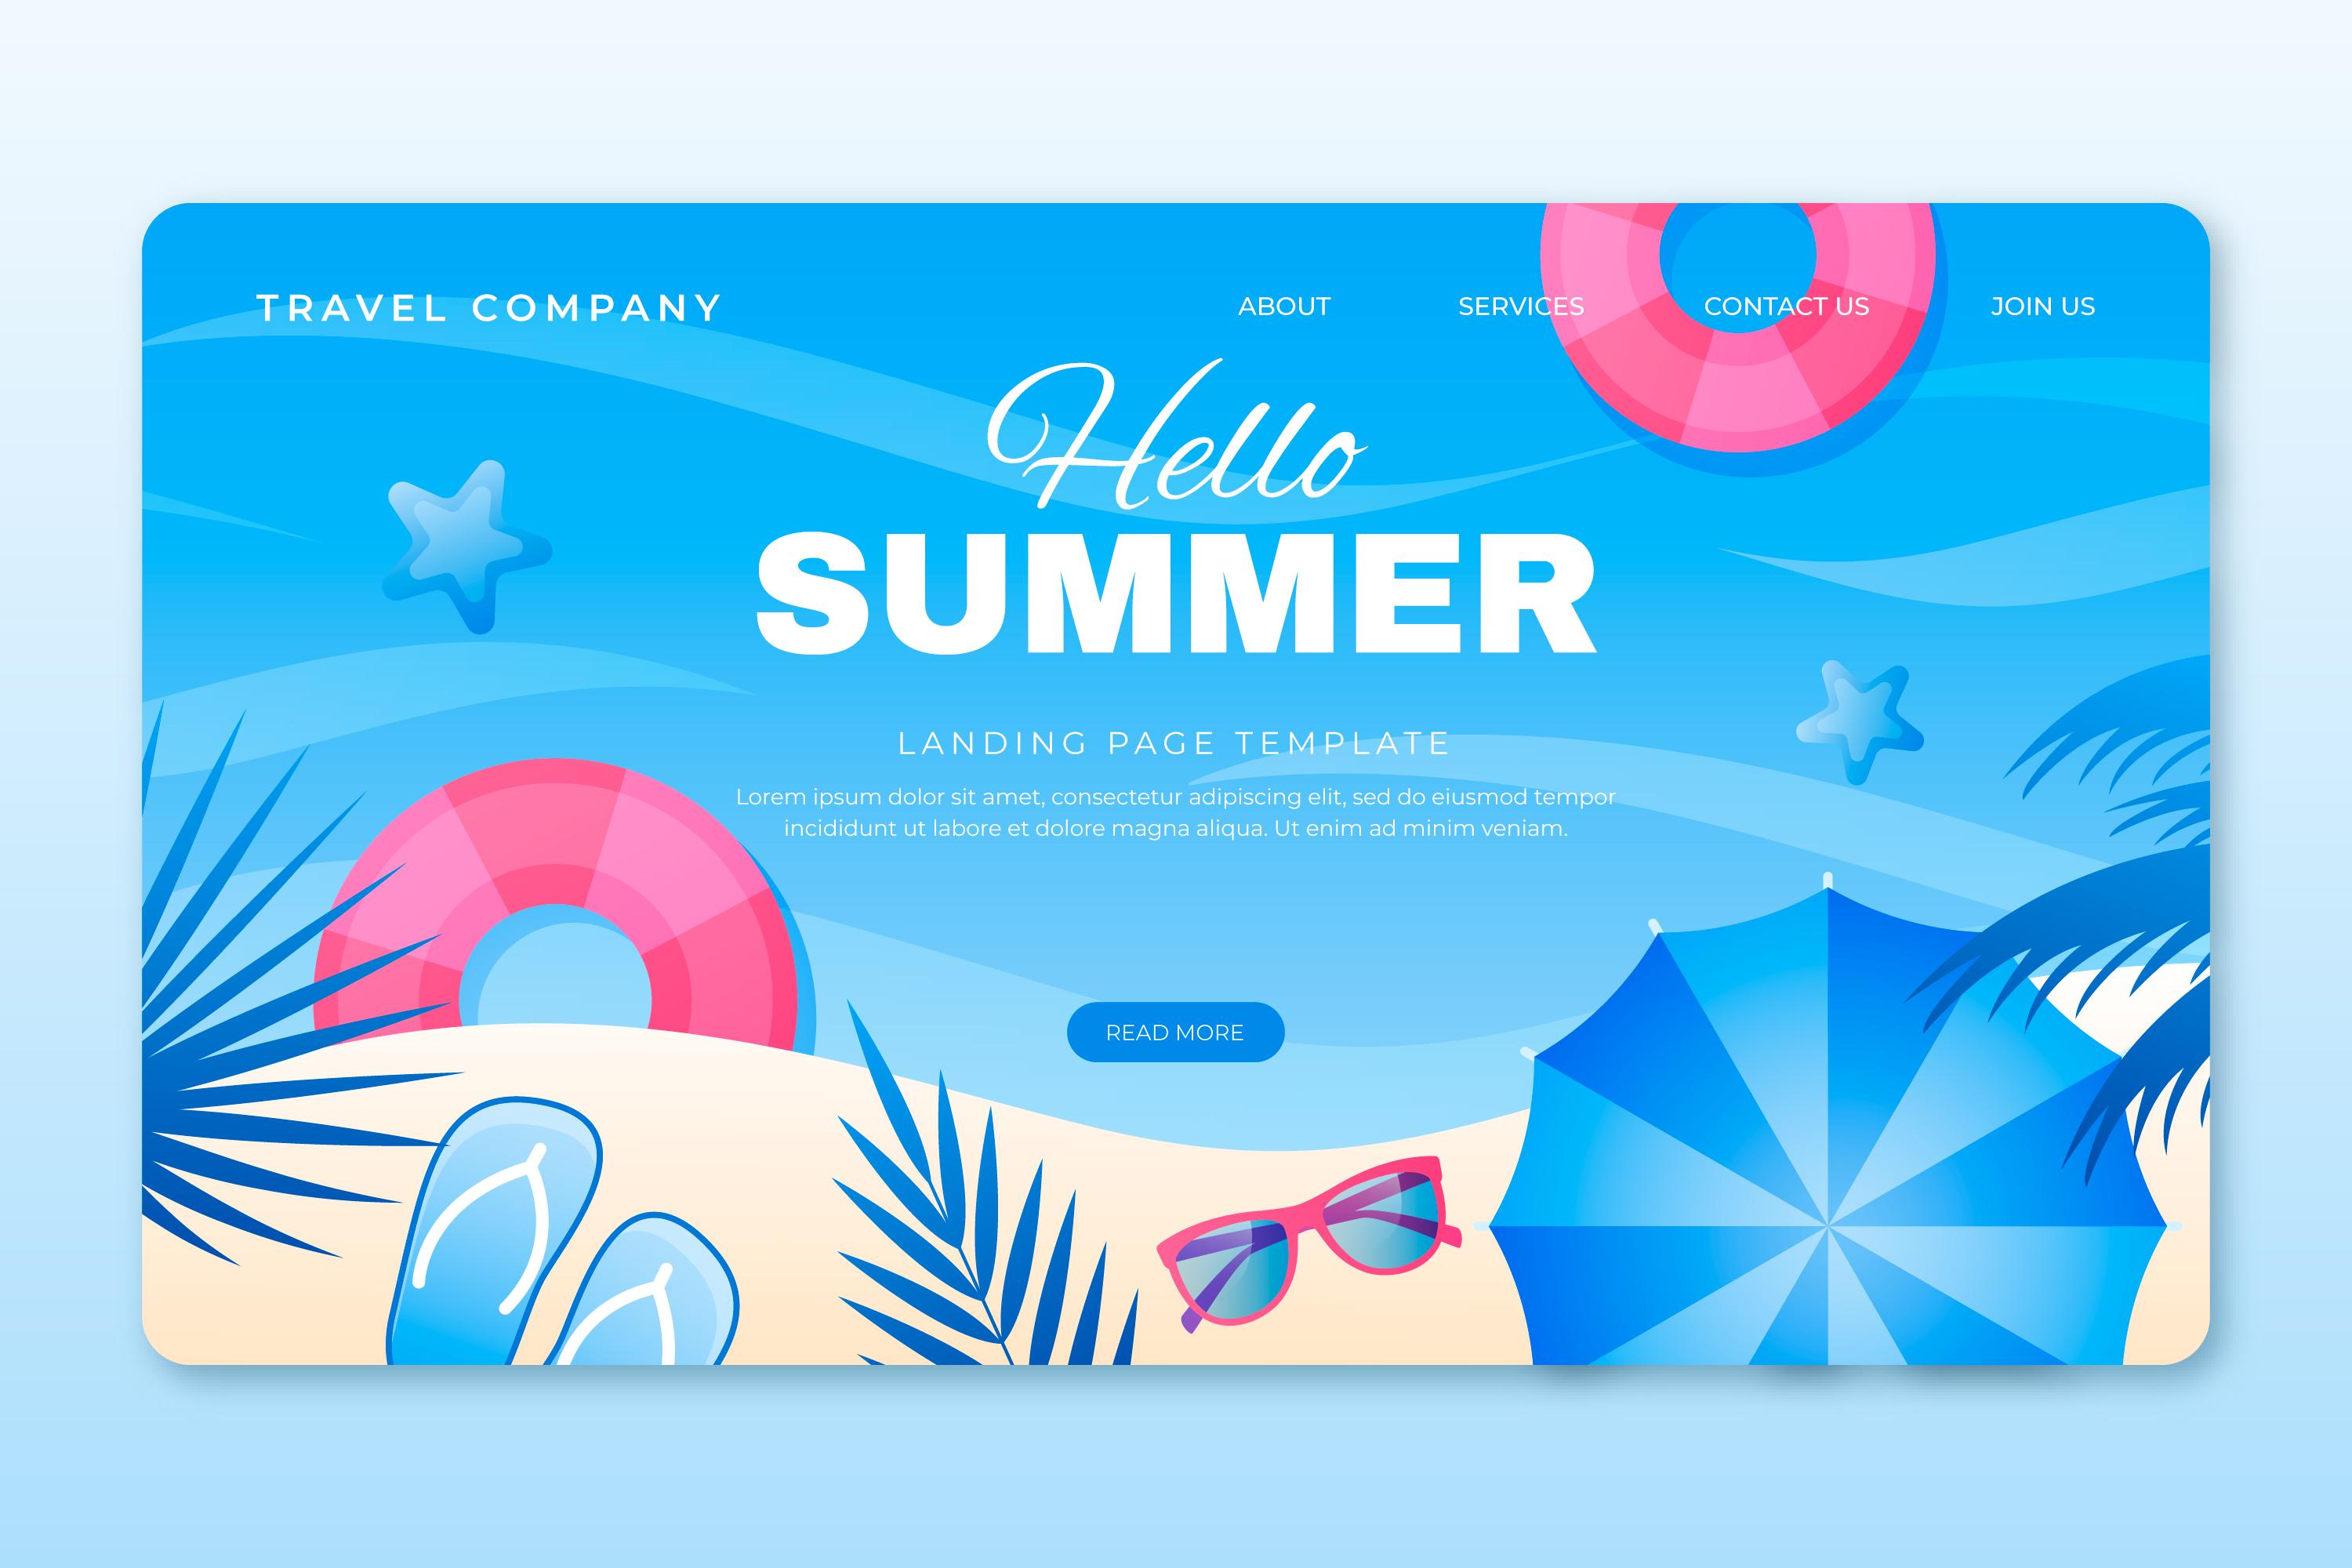 TRAVEL COMPANY
ABOUT SERVICES CONTACT US JOIN US
Hello
SUMMER
LANDING PAGE TEMPLATE
Lorem ipsum dolor sit amet, consectetur adipiscing elit, sed do eiusmod tempor
incididunt ut labore et dolore magna aliqua. Ut enim ad minim veniam.
READ MORE